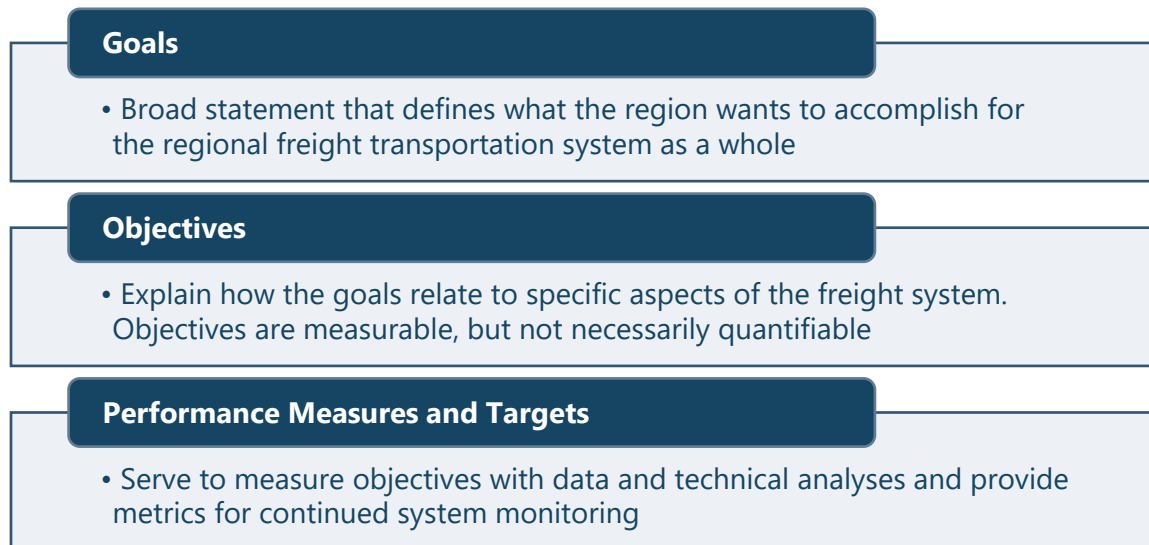 Goals
• Broad statement that defines what the region wants to accomplish for
the regional freight transportation system as a whole
Objectives
• Explain how the goals relate to specific aspects of the freight system.
Objectives are measurable, but not necessarily quantifiable
Performance Measures and Targets
• Serve to measure objectives with data and technical analyses and provide
metrics for continued system monitoring